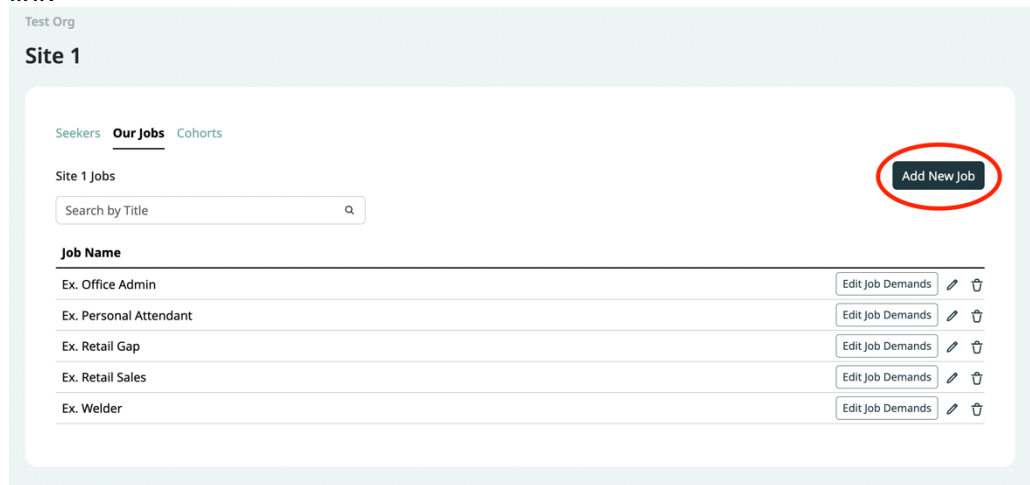 Test Org
Site 1
Seekers Our Jobs Cohorts
Site 1 Jobs Add New Job
Search by Title
Job Name
Ex. Office Admin Edit Job Demands
Ex. Personal Attendant Edit Job Demands
Ex. Retail Gap Edit Job Demands
Ex. Retail Sales Edit Job Demands
Ex. Welder Edit Job Demands